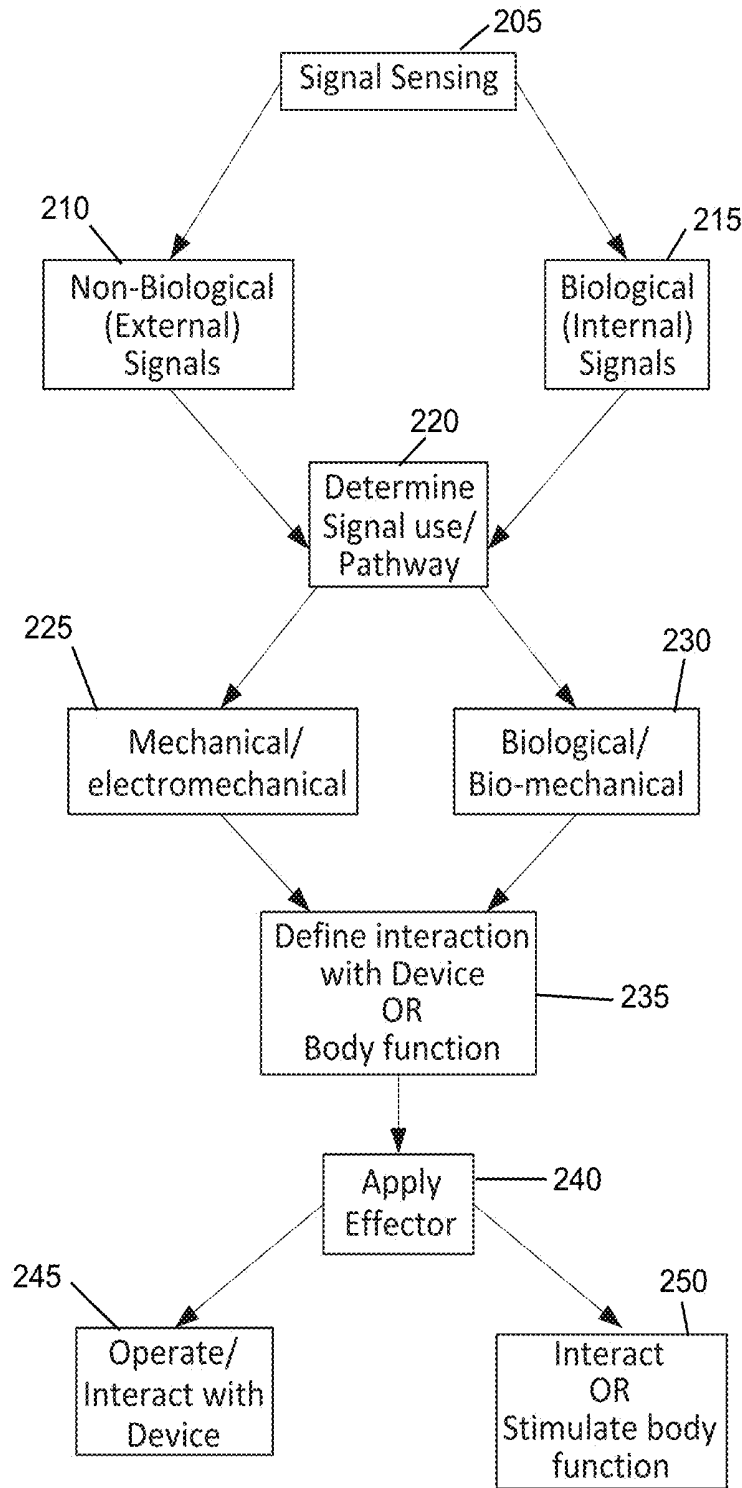 205
Signal Sensing
210
215
Non-Biological
(External)
Signals
Biological
(Internal)
Signals
220
Determine
Signal use/
Pathway
225
230
Mechanical/
electromechanical
Biological/
Bio-mechanical
Define interaction
with Device
OR
Body function
235
Apply
Effector
240
245
250
Operate/
Interact with
Device
Interact
OR
Stimulate body
function